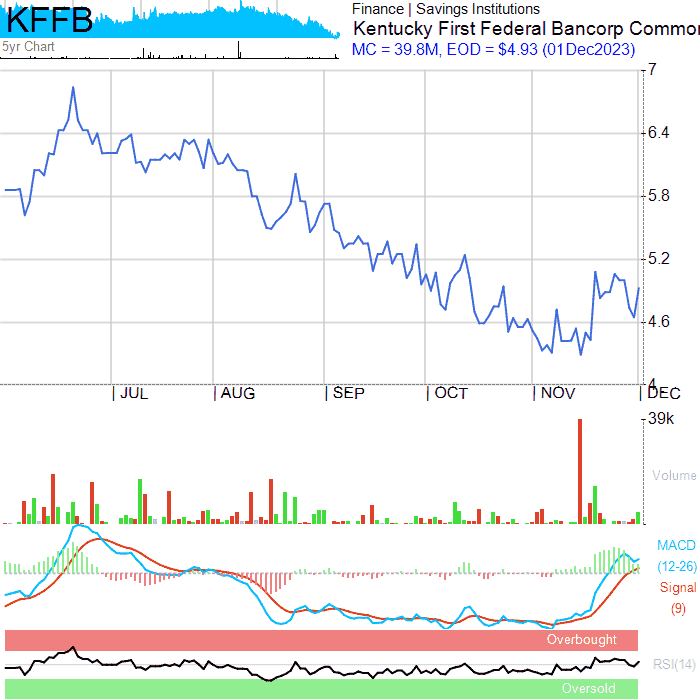 KFFB
5yr Chart
Finance | Savings Institutions
Kentucky First Federal Bancorp Common
MC = 39.8M, EOD = $4.93 (01Dec2023)
7
6.4
5.8
5.2
4.6
4
JUL
AUG
SEP
OCT
NOV
DEC
39k
Volume
MACD
(12-26)
Signal
(9)
Overbought
RSI(14)
Oversold